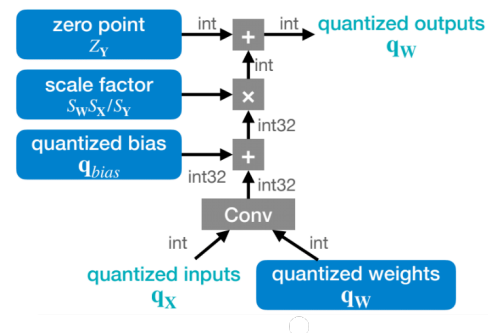 zero point
Z_Y
int
+
int
quantized outputs
q_W
int
scale factor
S_W S_X/S_Y
×
int32
quantized bias
q_bias
+
int32
int32
Conv
int
int
quantized inputs
q_X
quantized weights
q_W